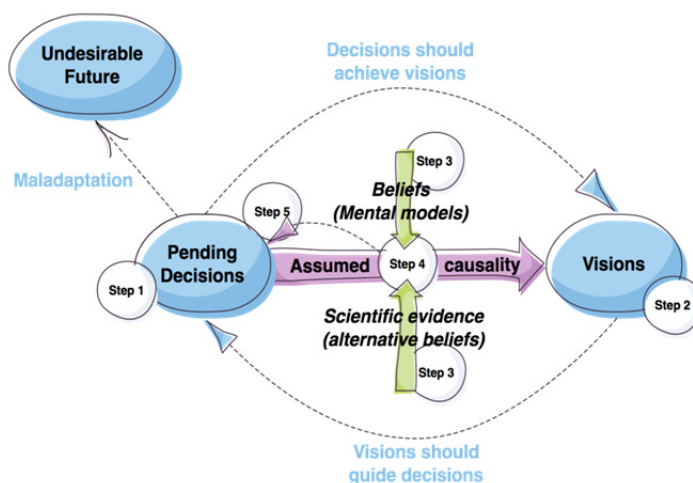 Undesirable
Future
Decisions should
achieve visions
Maladaptation
Step 3
Beliefs
(Mental models)
Step 5
Pending
Decisions
Assumed
Step 4
causality
Visions
Step 1
Step 2
Scientific evidence
(alternative beliefs)
Step 3
Visions should
guide decisions